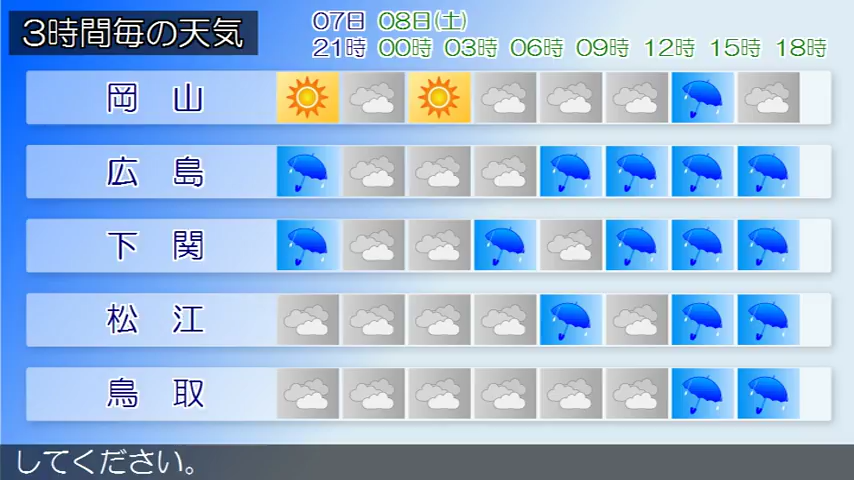 3時間毎の天気
07日 08日(土)
21時 00時 03時 06時 09時 12時 15時 18時
岡山
広島
下関
松江
鳥取
してください。